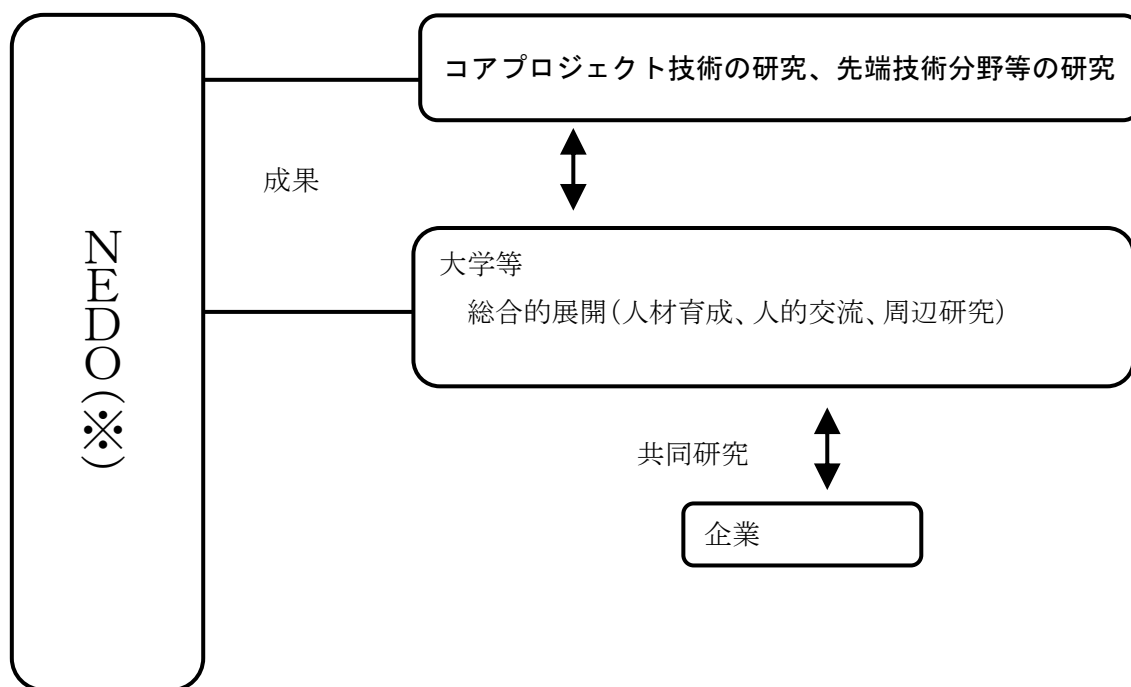 コアプロジェクト技術の研究、先端技術分野等の研究
成果
NEDO(※)
大学等
総合的展開(人材育成、人的交流、周辺研究)
共同研究
企業